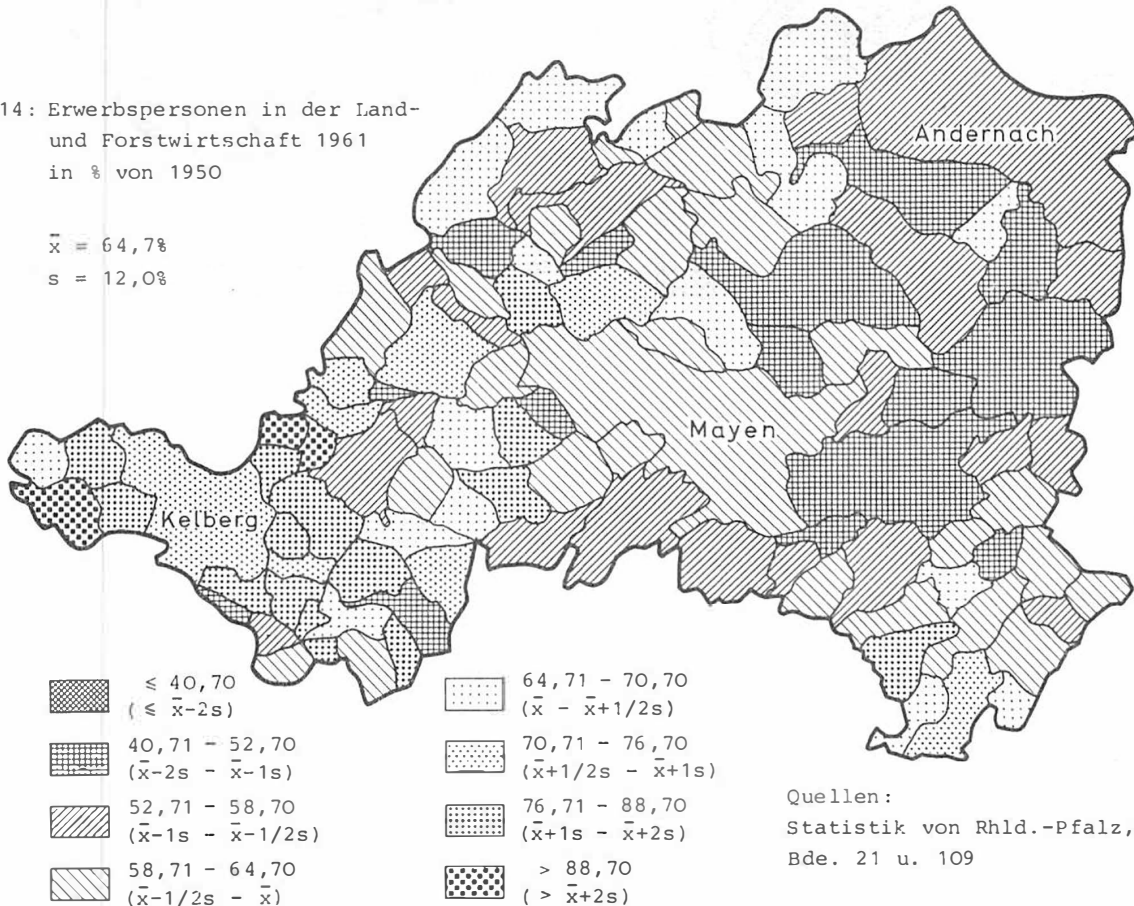 14: Erwerbspersonen in der Land-
und Forstwirtschaft 1961
in % von 1950
x̄ = 64,7%
s = 12,0%
Andernach
Mayen
Kelberg
≤ 40,70
(≤ x̄-2s)
40,71 - 52,70
(x̄-2s - x̄-1s)
52,71 - 58,70
(x̄-1s - x̄-1/2s)
58,71 - 64,70
(x̄-1/2s - x̄)
64,71 - 70,70
(x̄ - x̄+1/2s)
70,71 - 76,70
(x̄+1/2s - x̄+1s)
76,71 - 88,70
(x̄+1s - x̄+2s)
> 88,70
( > x̄+2s)
Quellen:
Statistik von Rhld.-Pfalz,
Bde. 21 u. 109